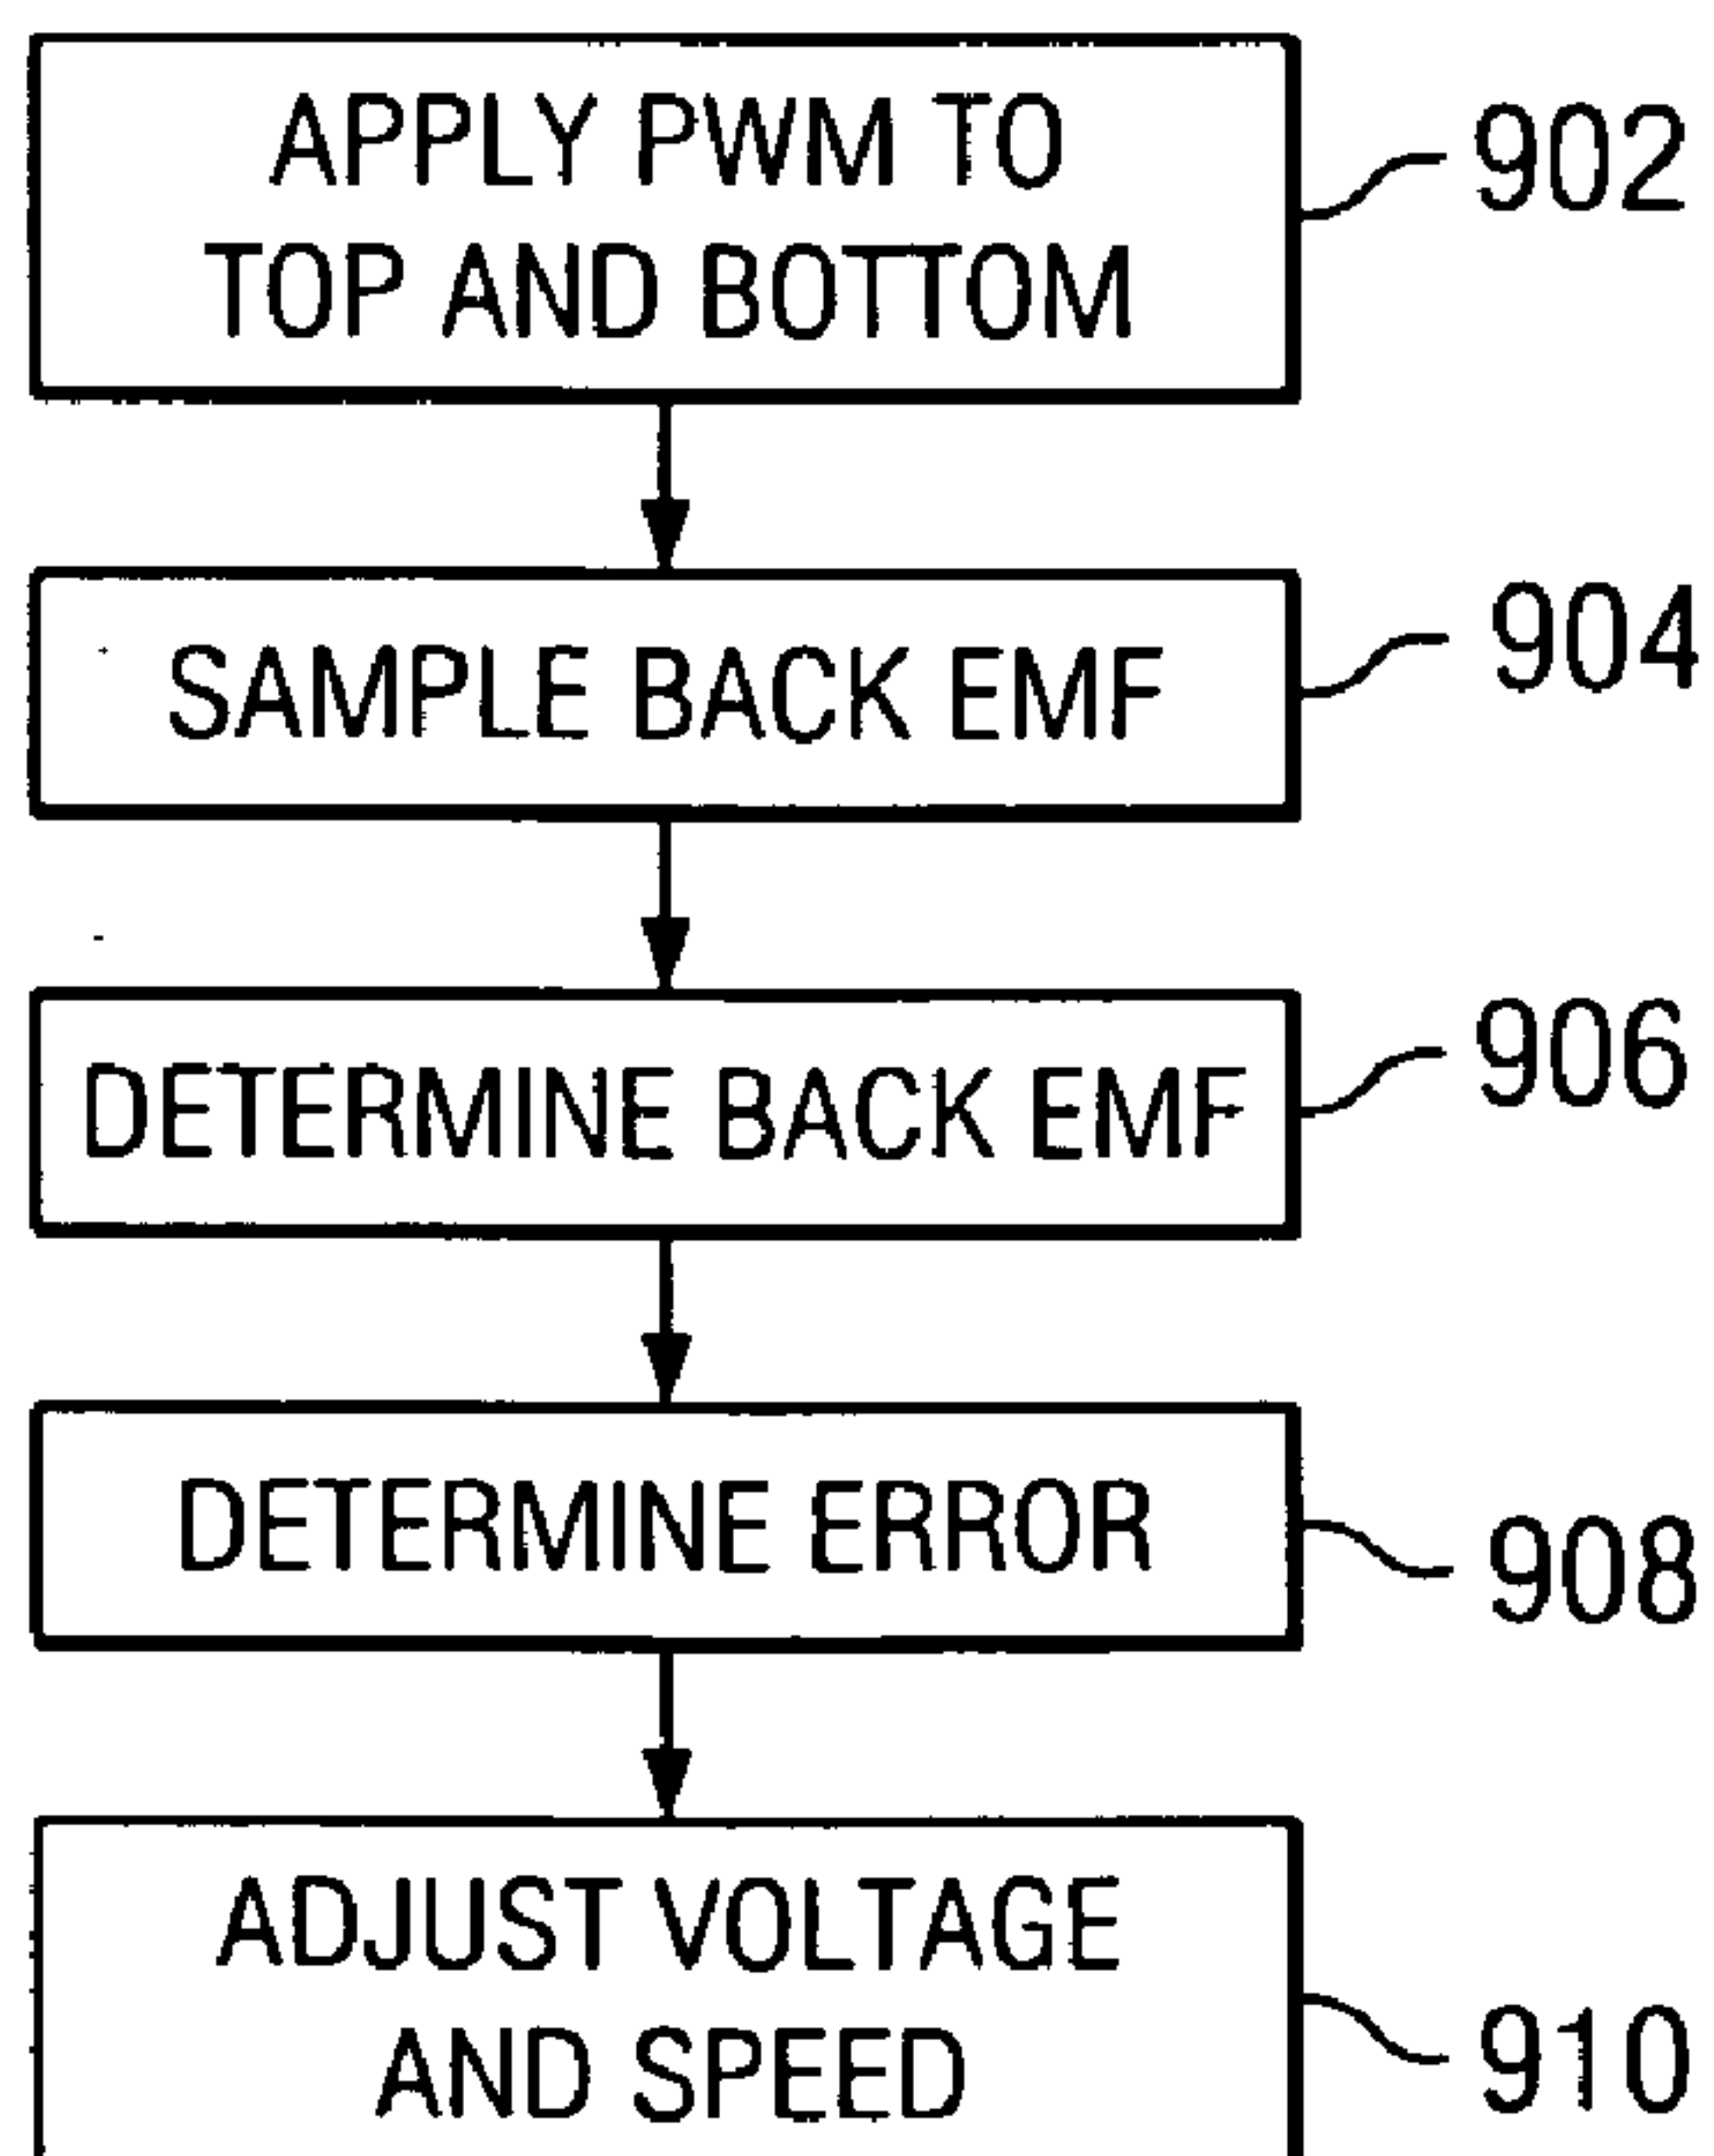 APPLY PWM TO
TOP AND BOTTOM
902
SAMPLE BACK EMF
904
DETERMINE BACK EMF
906
DETERMINE ERROR
908
ADJUST VOLTAGE
AND SPEED
910